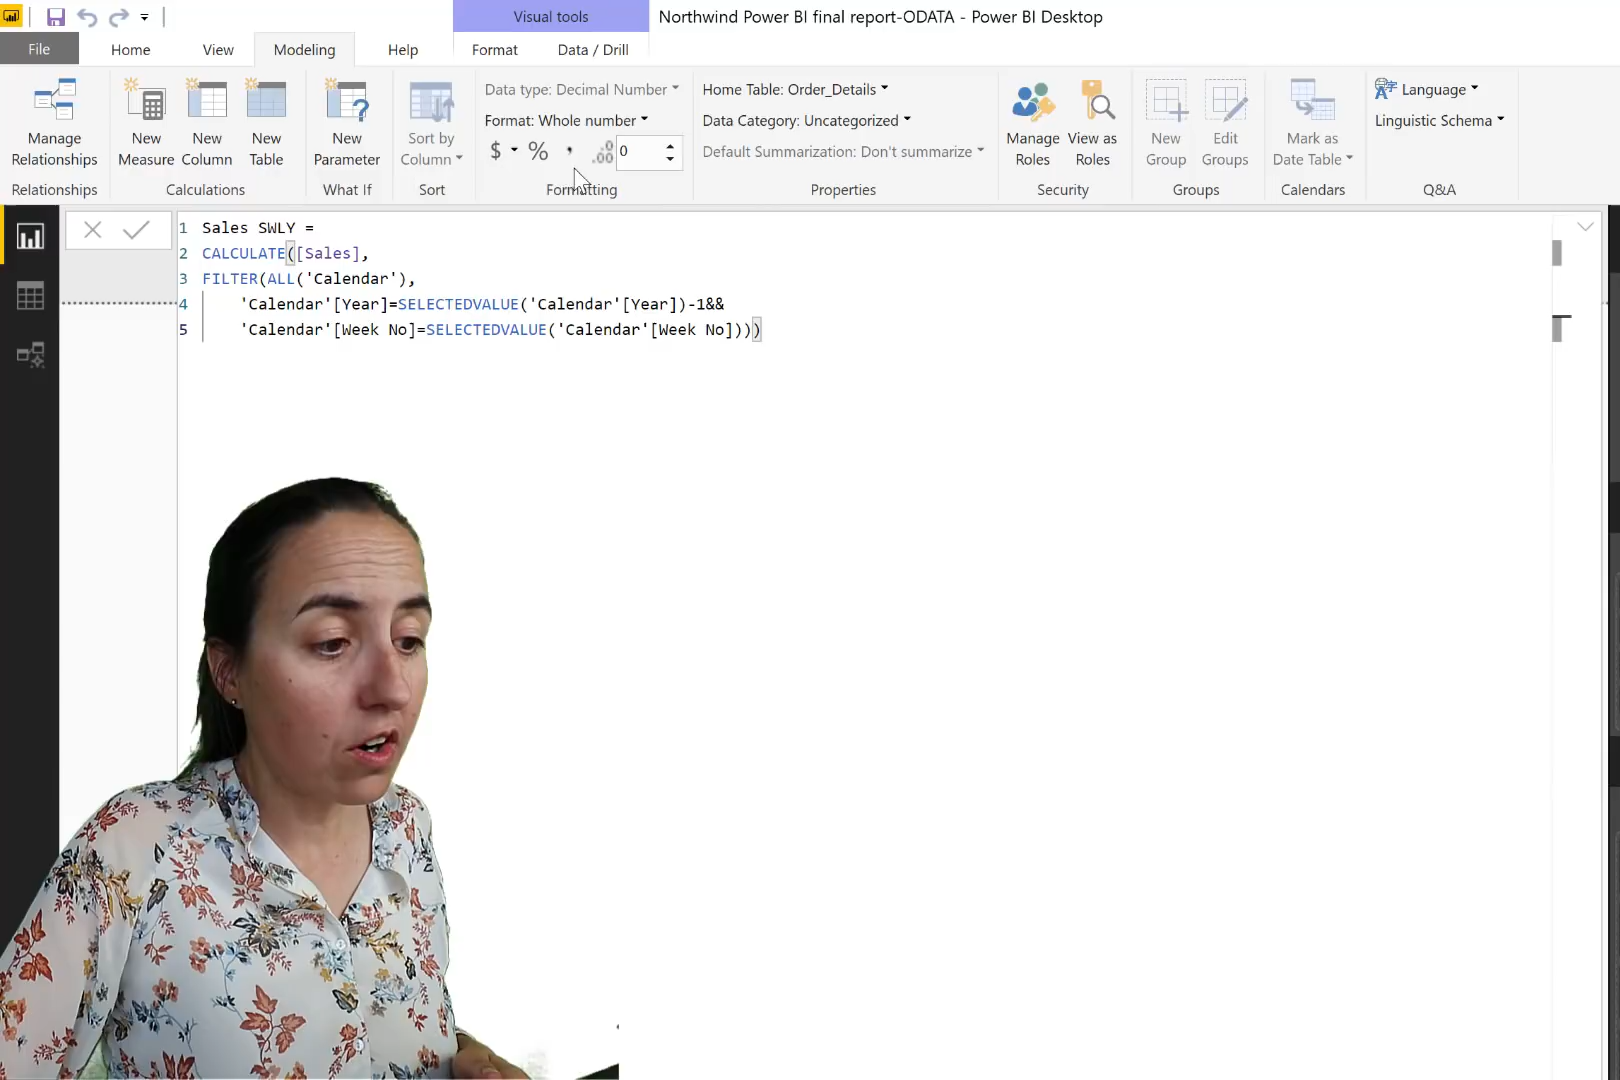 Visual tools
Northwind Power BI final report-ODATA - Power BI Desktop
File
Home
View
Modeling
Help
Format
Data / Drill
Manage Relationships
New Measure
New Column
New Table
New Parameter
Sort by Column
Data type: Decimal Number
Format: Whole number
$ % , .00 0
Home Table: Order_Details
Data Category: Uncategorized
Default Summarization: Don't summarize
Manage Roles
View as Roles
New Group
Edit Groups
Mark as Date Table
Language
Linguistic Schema
Relationships
Calculations
What If
Sort
Formatting
Properties
Security
Groups
Calendars
Q&A
1 Sales SWLY =
2 CALCULATE([Sales],
3 FILTER(ALL('Calendar'),
4 'Calendar'[Year]=SELECTEDVALUE('Calendar'[Year])-1&&
5 'Calendar'[Week No]=SELECTEDVALUE('Calendar'[Week No])))